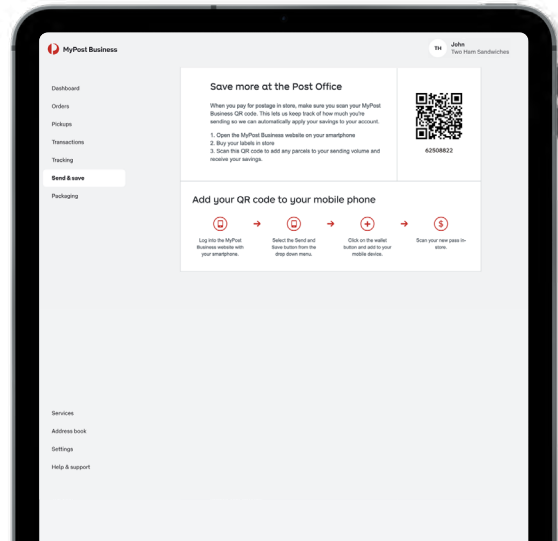 MyPost Business
TH
John
Two Ham Sandwiches
Dashboard
Orders
Pickups
Transactions
Tracking
Send & save
Packaging
Services
Address book
Settings
Help & support
Save more at the Post Office
When you pay for postage in store, make sure you scan your MyPost
Business QR code. This lets us keep track of how much you're
sending so we can automatically apply your savings to your account.
1. Open the MyPost Business website on your smartphone
2. Buy your labels in store
3. Scan this QR code to add any parcels to your sending volume and
receive your savings.
62508822
Add your QR code to your mobile phone
Log into the MyPost
Business website with
your smartphone.
Select the Send and
Save button from the
drop down menu.
Click on the wallet
button and add to your
mobile device.
$
Scan your new pass in-
store.